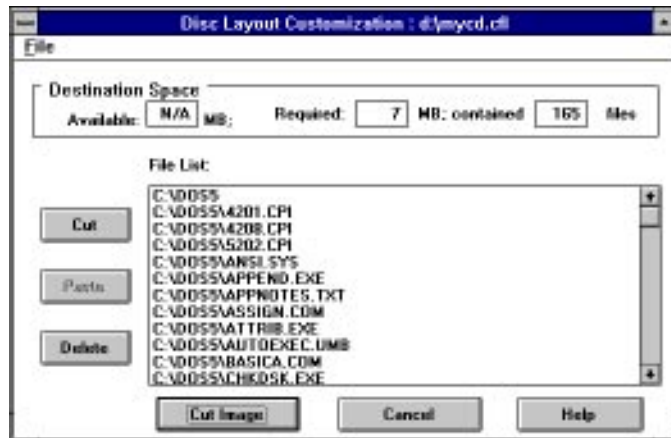 Disc Layout Customization : d:\mycd.cfl
File
Destination Space
Available: N/A MB; Required: 7 MB: contained 165 files
File List:
C:\DOS5
C:\DOS5\4201.CPI
C:\DOS5\4208.CPI
C:\DOS5\5202.CPI
C:\DOS5\ANSI.SYS
C:\DOS5\APPEND.EXE
C:\DOS5\APPNOTES.TXT
C:\DOS5\ASSIGN.COM
C:\DOS5\ATTRIB.EXE
C:\DOS5\AUTOEXEC.UMB
C:\DOS5\BASICA.COM
C:\DOS5\CHKDSK.EXE
Cut
Paste
Delete
Cut Image Cancel Help